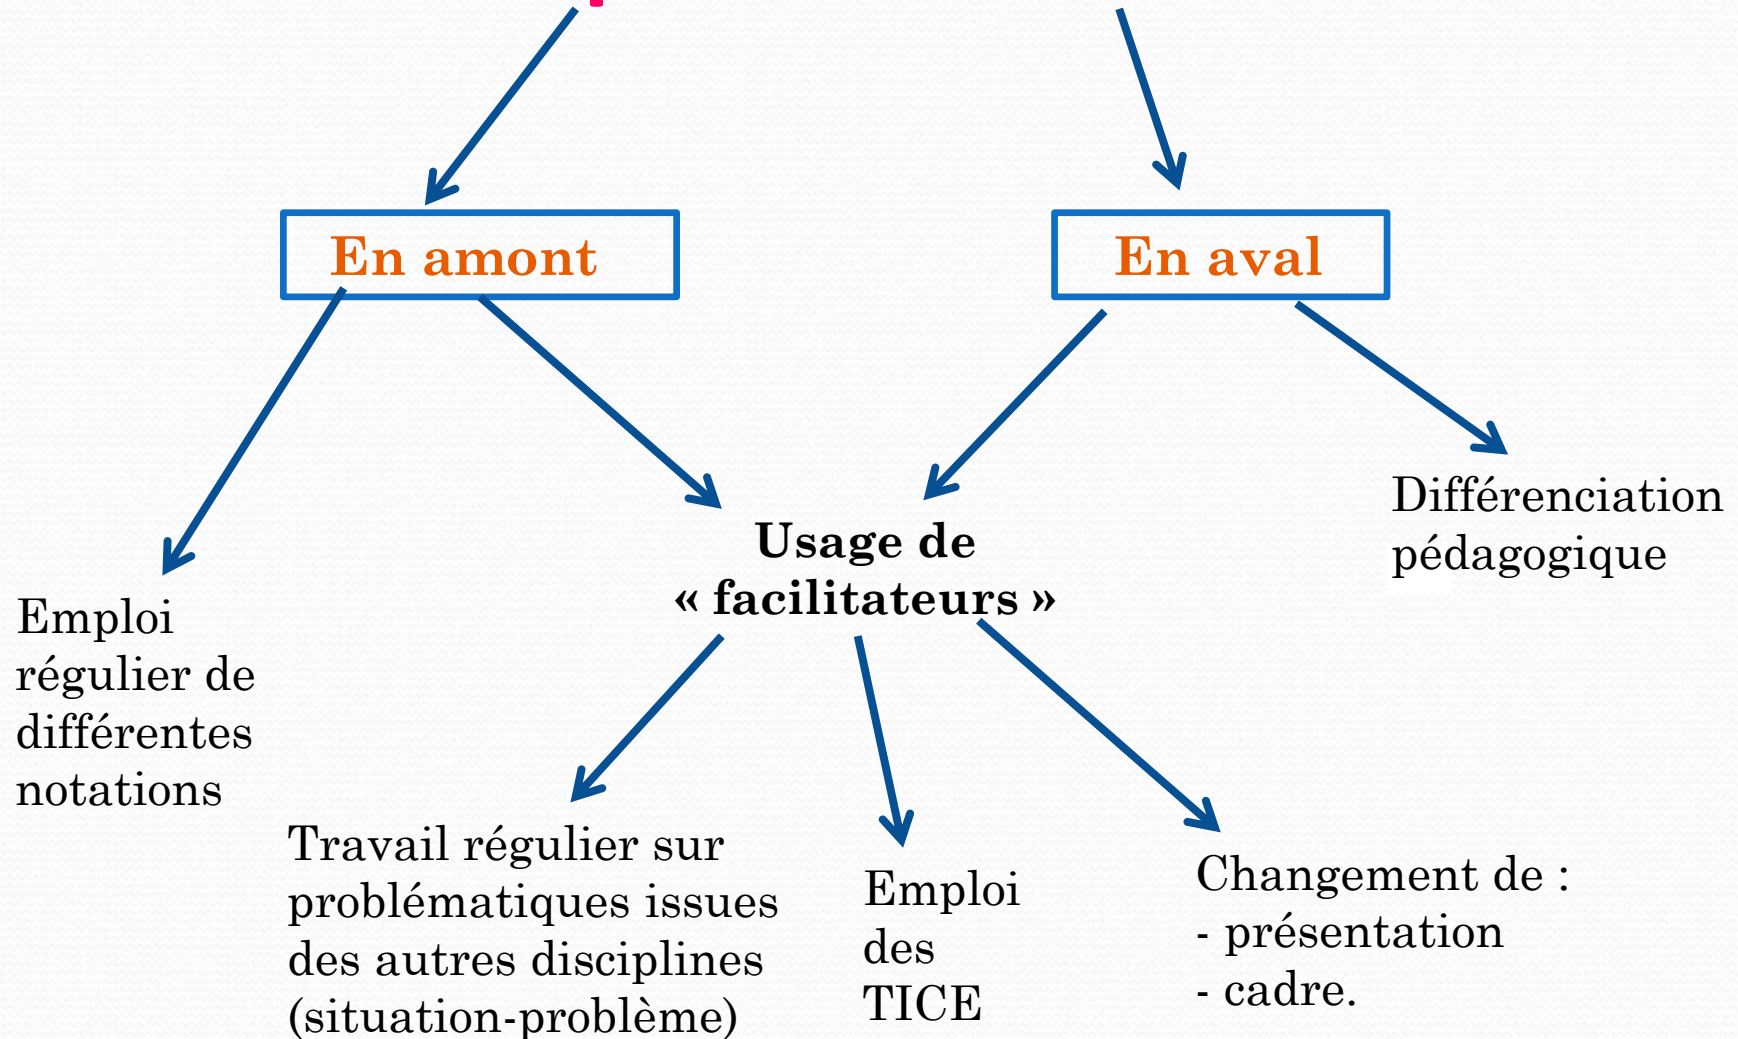 En amont
En aval
Différenciation
pédagogique
Usage de
« facilitateurs »
Emploi
régulier de
différentes
notations
Travail régulier sur
problématiques issues
des autres disciplines
(situation-problème)
Emploi
des
TICE
Changement de :
- présentation
- cadre.